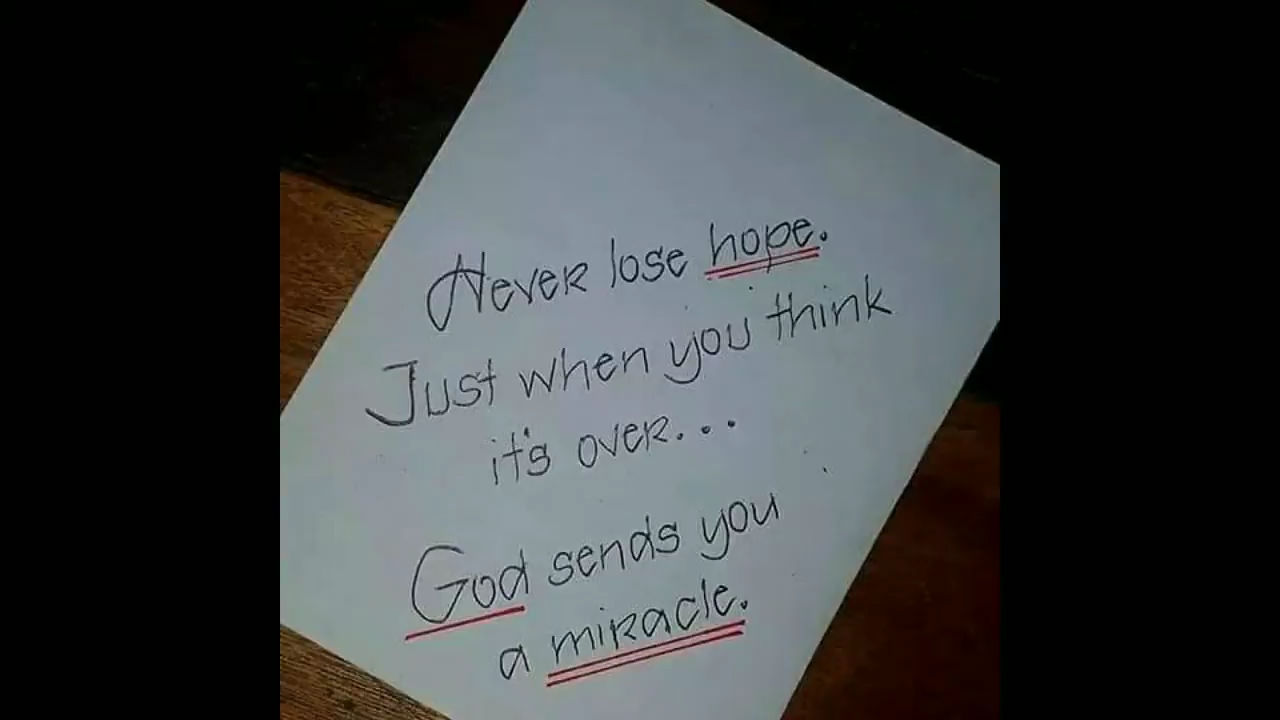 Never lose hope.
Just when you think
it's over...
God sends you
a miracle.